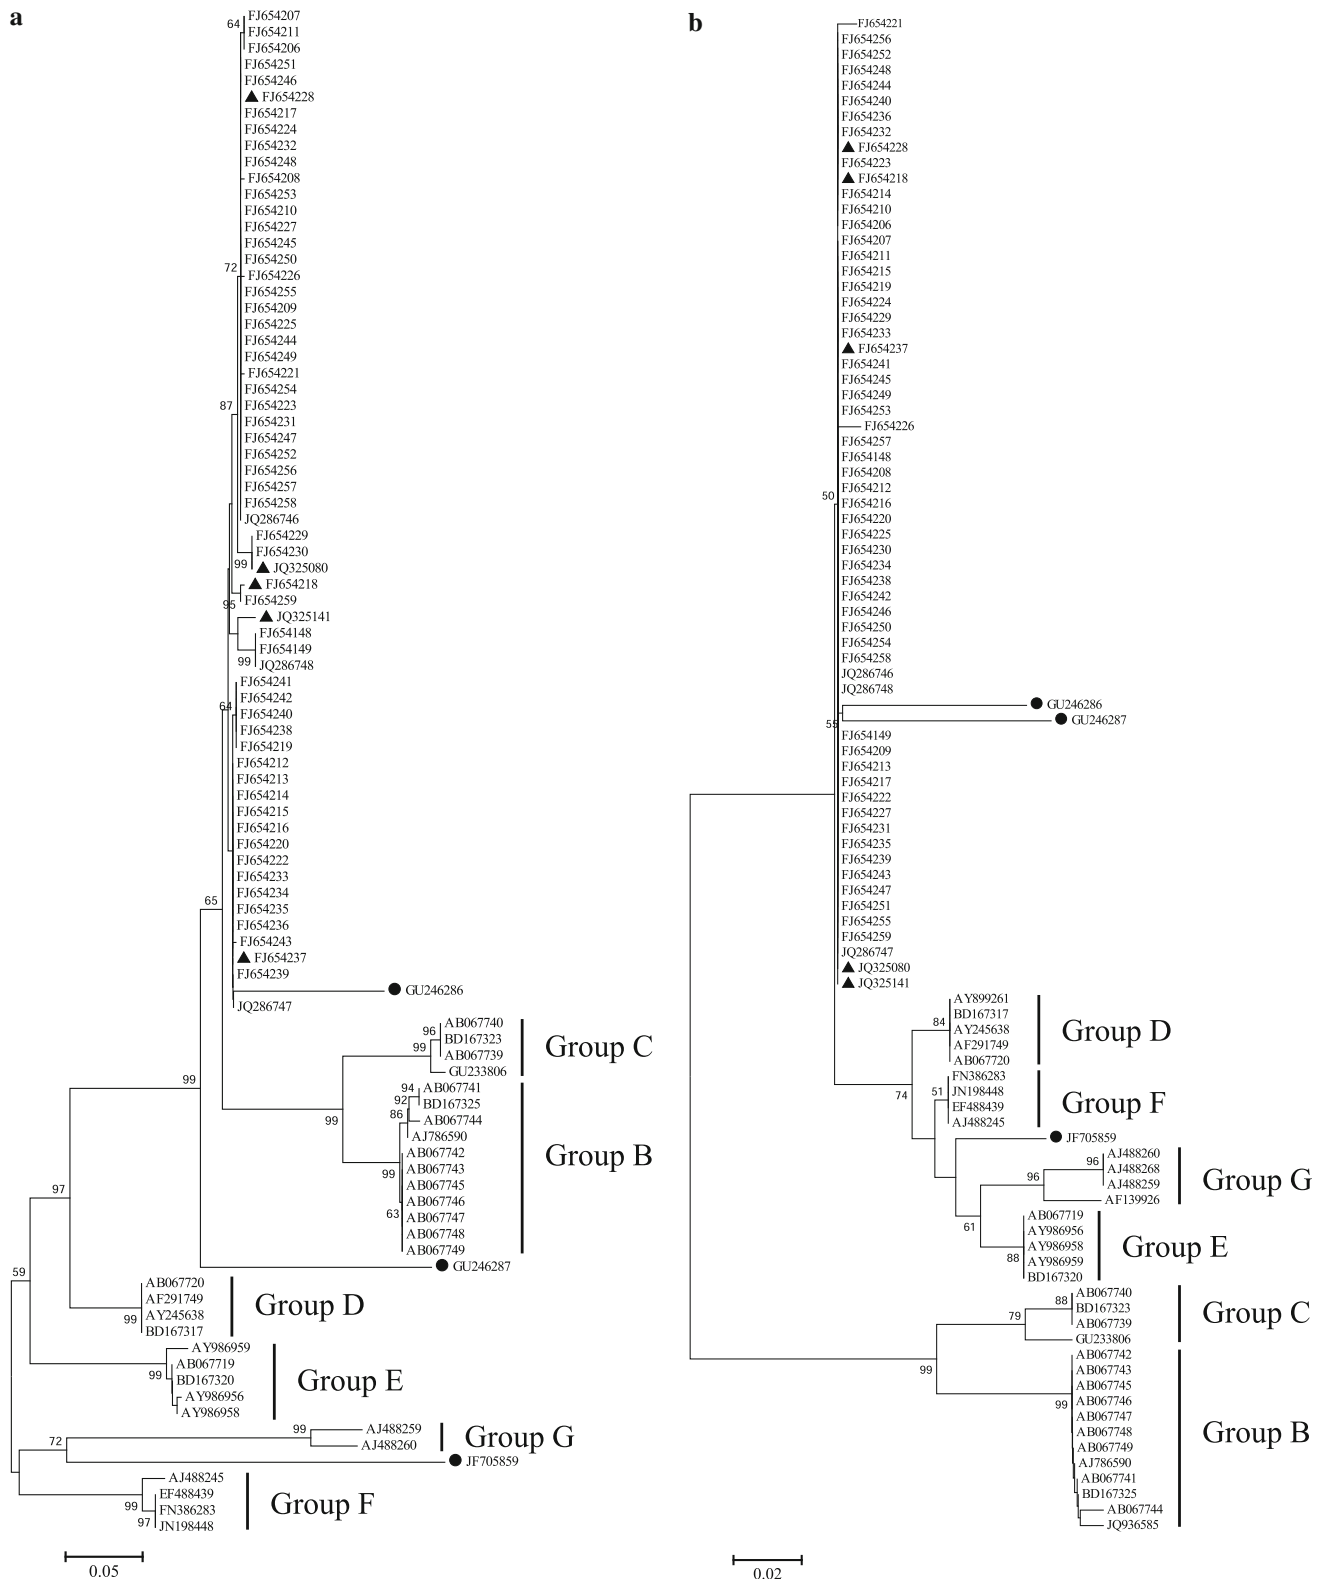 a
64
FJ654207
FJ654211
FJ654206
FJ654251
FJ654246
FJ654228
FJ654217
FJ654224
FJ654232
FJ654248
FJ654208
FJ654253
FJ654210
FJ654227
FJ654245
FJ654250
72
FJ654226
FJ654255
FJ654209
FJ654225
FJ654244
FJ654249
FJ654221
FJ654254
87
FJ654223
FJ654231
FJ654247
FJ654252
FJ654256
FJ654257
FJ654258
JQ286746
FJ654229
FJ654230
99
JQ325080
FJ654218
95
FJ654259
JQ325141
FJ654148
FJ654149
99
JQ286748
FJ654241
FJ654242
64
FJ654240
FJ654238
FJ654219
FJ654212
FJ654213
FJ654214
FJ654215
FJ654216
FJ654220
FJ654222
FJ654233
FJ654234
65
FJ654235
FJ654236
FJ654243
FJ654237
FJ654239
GU246286
JQ286747
AB067740
96
BD167323
99
AB067739
GU233806
Group C
99
94
AB067741
92
BD167325
86
AB067744
AJ786590
99
AB067742
AB067743
99
AB067745
AB067746
63
AB067747
AB067748
AB067749
Group B
GU246287
97
AB067720
AF291749
AY245638
99
BD167317
Group D
59
AY986959
AB067719
99
BD167320
AY986956
AY986958
Group E
99
AJ488259
72
AJ488260
Group G
JF705859
AJ488245
EF488439
99
FN386283
97
JN198448
Group F
0.05
b
FJ654221
FJ654256
FJ654252
FJ654248
FJ654244
FJ654240
FJ654236
FJ654232
FJ654228
FJ654223
FJ654218
FJ654214
FJ654210
FJ654206
FJ654207
FJ654211
FJ654215
FJ654219
FJ654224
FJ654229
FJ654233
FJ654237
FJ654241
FJ654245
FJ654249
FJ654253
FJ654226
FJ654257
FJ654148
FJ654208
FJ654212
50
FJ654216
FJ654220
FJ654225
FJ654230
FJ654234
FJ654238
FJ654242
FJ654246
FJ654250
FJ654254
FJ654258
JQ286746
JQ286748
GU246286
55
GU246287
FJ654149
FJ654209
FJ654213
FJ654217
FJ654222
FJ654227
FJ654231
FJ654235
FJ654239
FJ654243
FJ654247
FJ654251
FJ654255
FJ654259
JQ286747
JQ325080
JQ325141
AY899261
BD167317
84
AY245638
AF291749
AB067720
Group D
74
FN386283
51
JN198448
EF488439
AJ488245
Group F
JF705859
AJ488260
96
AJ488268
96
AJ488259
AF139926
Group G
61
AB067719
AY986956
AY986958
88
AY986959
BD167320
Group E
AB067740
88
BD167323
79
AB067739
GU233806
Group C
99
AB067742
AB067743
AB067745
99
AB067746
AB067747
AB067748
AB067749
AJ786590
AB067741
BD167325
AB067744
JQ936585
Group B
0.02